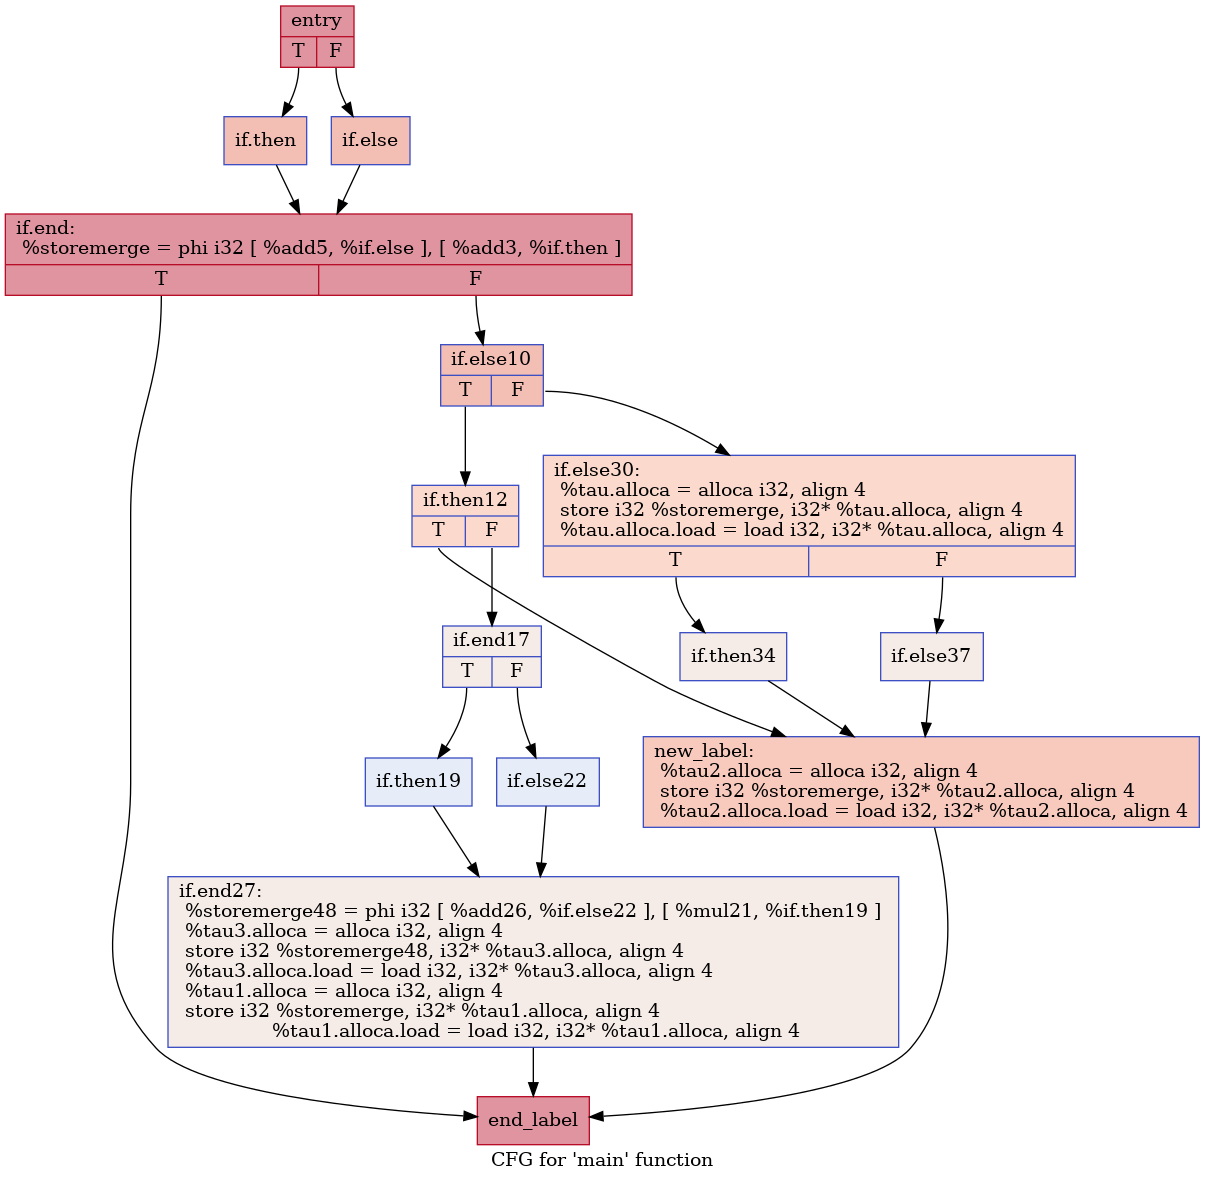 entry
T F
if.then
if.else
if.end:
%storemerge = phi i32 [ %add5, %if.else ], [ %add3, %if.then ]
T F
if.else10
T F
if.else30:
%tau.alloca = alloca i32, align 4
store i32 %storemerge, i32* %tau.alloca, align 4
%tau.alloca.load = load i32, i32* %tau.alloca, align 4
T F
if.then12
T F
if.end17
T F
if.then34
if.else37
if.then19
if.else22
new_label:
%tau2.alloca = alloca i32, align 4
store i32 %storemerge, i32* %tau2.alloca, align 4
%tau2.alloca.load = load i32, i32* %tau2.alloca, align 4
if.end27:
%storemerge48 = phi i32 [ %add26, %if.else22 ], [ %mul21, %if.then19 ]
%tau3.alloca = alloca i32, align 4
store i32 %storemerge48, i32* %tau3.alloca, align 4
%tau3.alloca.load = load i32, i32* %tau3.alloca, align 4
%tau1.alloca = alloca i32, align 4
store i32 %storemerge, i32* %tau1.alloca, align 4
%tau1.alloca.load = load i32, i32* %tau1.alloca, align 4
end_label
CFG for 'main' function